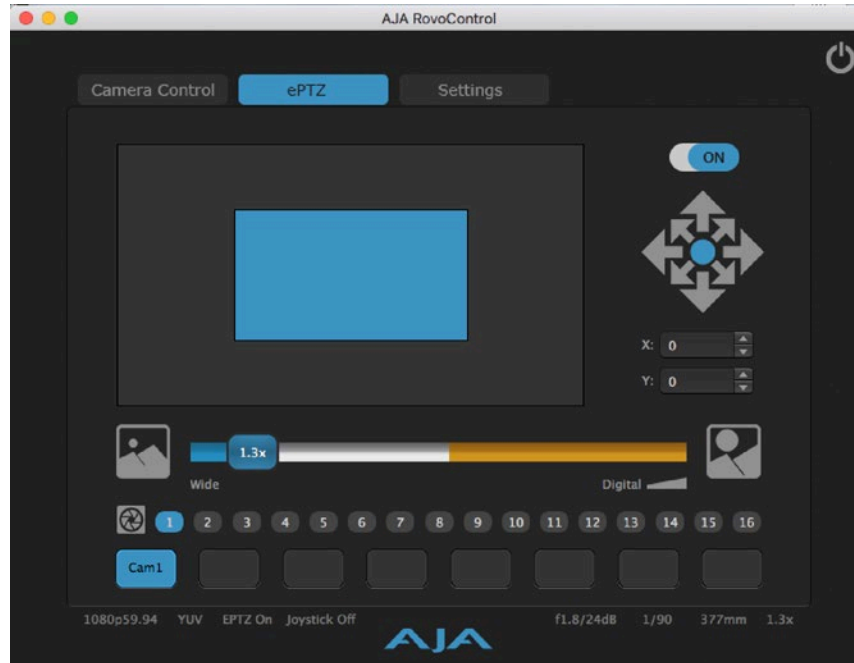 AJA RovoControl
Camera Control ePTZ Settings
ON
X: 0
Y: 0
1.3x
Wide Digital
1 2 3 4 5 6 7 8 9 10 11 12 13 14 15 16
Cam1
1080p59.94 YUV EPTZ On Joystick Off f1.8/24dB 1/90 377mm 1.3x
AJA